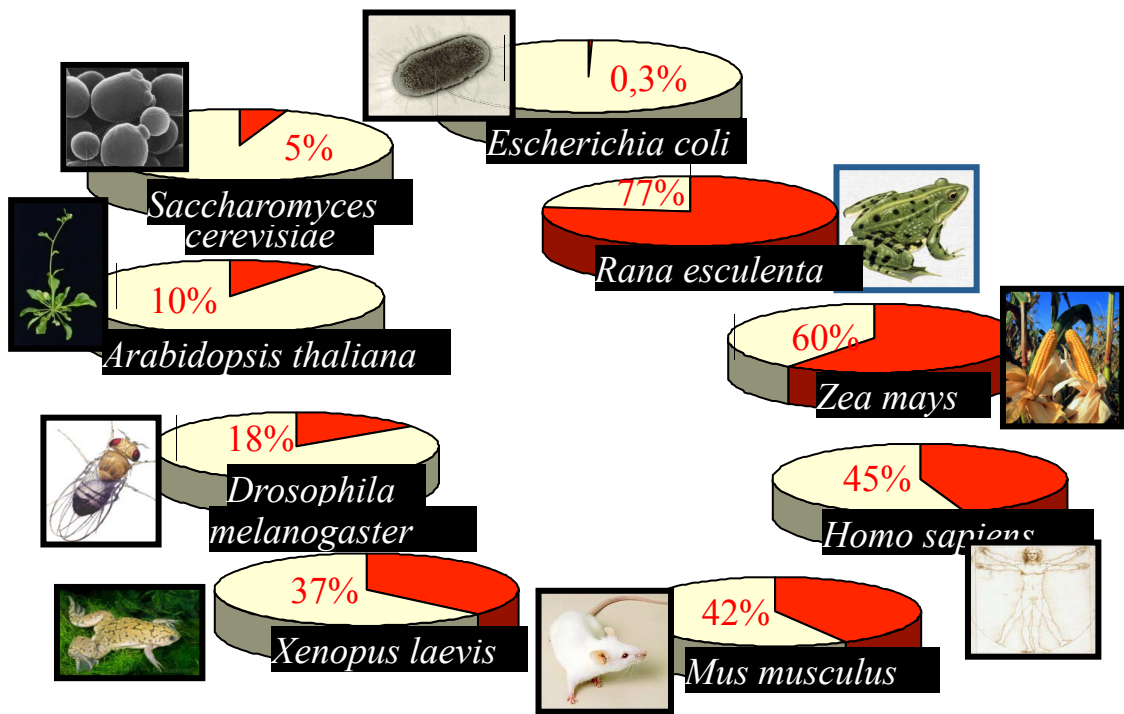 0,3%
Escherichia coli
5%
Saccharomyces
cerevisiae
77%
Rana esculenta
10%
Arabidopsis thaliana
60%
Zea mays
18%
Drosophila
melanogaster
45%
Homo sapiens
37%
Xenopus laevis
42%
Mus musculus